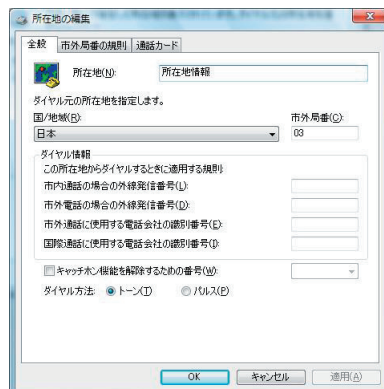 所在地の編集
全般 市外局番の規則 通話カード
所在地(N): 所在地情報
ダイヤル元の所在地を指定します。
国/地域(R): 市外局番(C):
日本 03
ダイヤル情報
この所在地からダイヤルするときに適用する規則:
市内通話の場合の外線発信番号(L):
市外電話の場合の外線発信番号(D):
市外通話に使用する電話会社の識別番号(E):
国際通話に使用する電話会社の識別番号(I):
キャッチホン機能を解除するための番号(W):
ダイヤル方法: トーン(T) パルス(P)
OK キャンセル 適用(A)